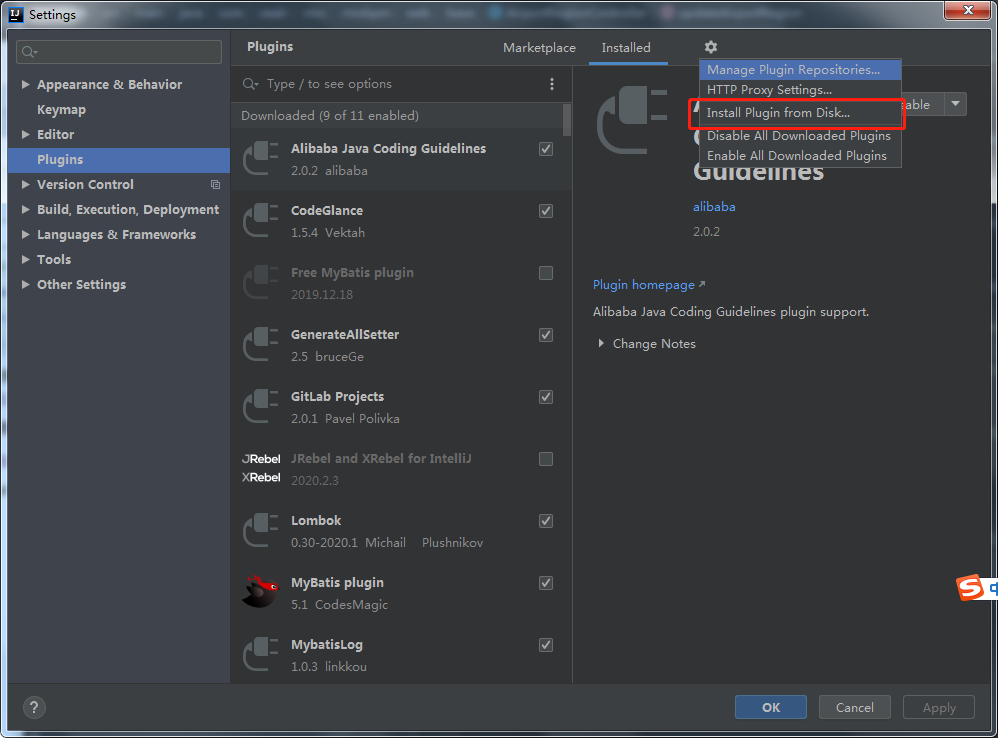 Settings
Appearance & Behavior
Keymap
Editor
Plugins
Version Control
Build, Execution, Deployment
Languages & Frameworks
Tools
Other Settings
Plugins
Marketplace
Installed
Type / to see options
Downloaded (9 of 11 enabled)
Alibaba Java Coding Guidelines
2.0.2 alibaba
CodeGlance
1.5.4 Vektah
Free MyBatis plugin
2019.12.18
GenerateAllSetter
2.5 bruceGe
GitLab Projects
2.0.1 Pavel Polivka
JRebel
XRebel
JRebel and XRebel for IntelliJ
2020.2.3
Lombok
0.30-2020.1 Michail Plushnikov
MyBatis plugin
5.1 CodesMagic
MybatisLog
1.0.3 linkkou
Manage Plugin Repositories...
HTTP Proxy Settings...
Install Plugin from Disk...
Disable All Downloaded Plugins
Enable All Downloaded Plugins
able
Guidelines
alibaba
2.0.2
Plugin homepage
Alibaba Java Coding Guidelines plugin support.
Change Notes
?
OK
Cancel
Apply